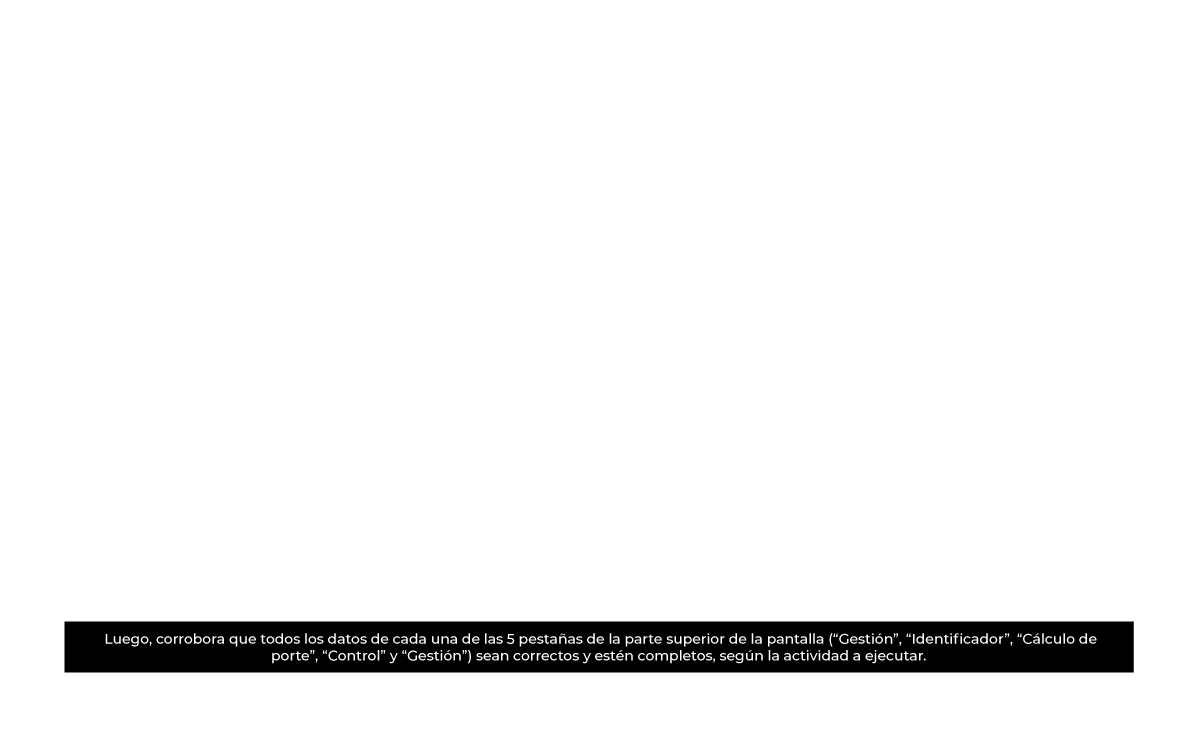 Luego, corrobora que todos los datos de cada una de las 5 pestañas de la parte superior de la pantalla (“Gestión”, “Identificador”, “Cálculo de
porte”, “Control” y “Gestión”) sean correctos y estén completos, según la actividad a ejecutar.